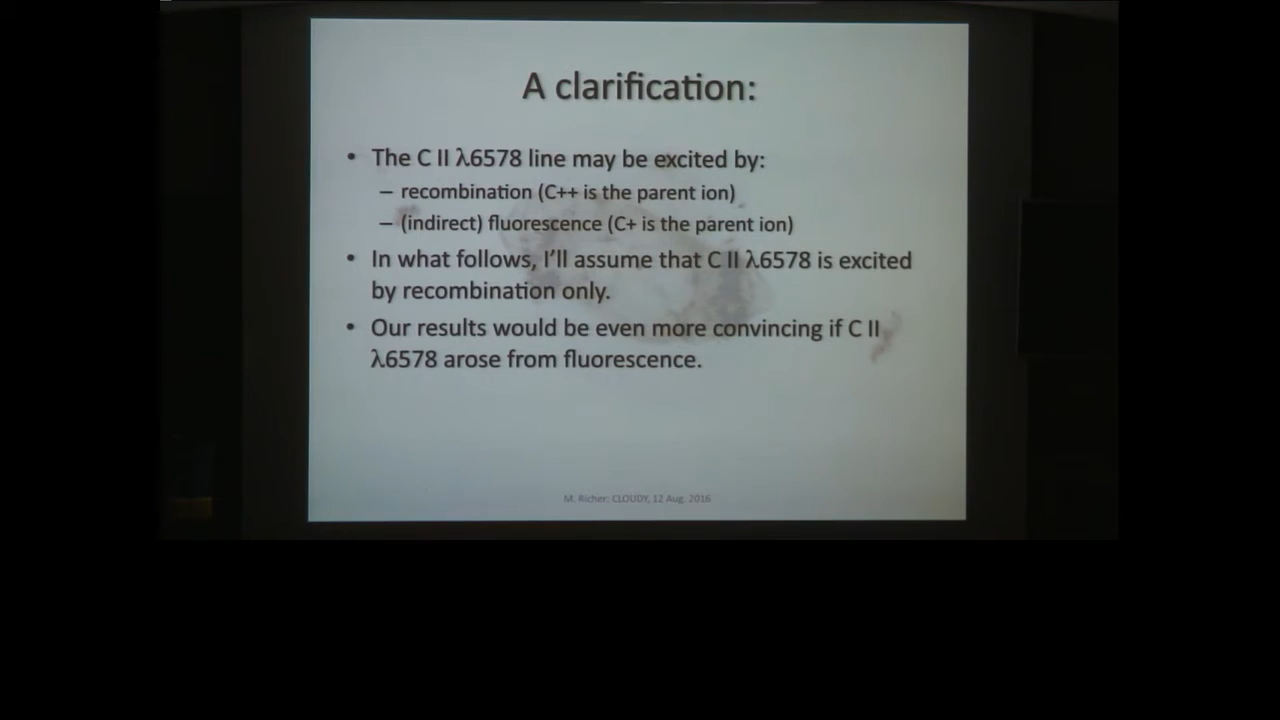 A clarification:
• The C II λ6578 line may be excited by:
– recombination (C++ is the parent ion)
– (indirect) fluorescence (C+ is the parent ion)
• In what follows, I'll assume that C II λ6578 is excited
by recombination only.
• Our results would be even more convincing if C II
λ6578 arose from fluorescence.
M. Richer: CLOUDY, 12 Aug. 2016